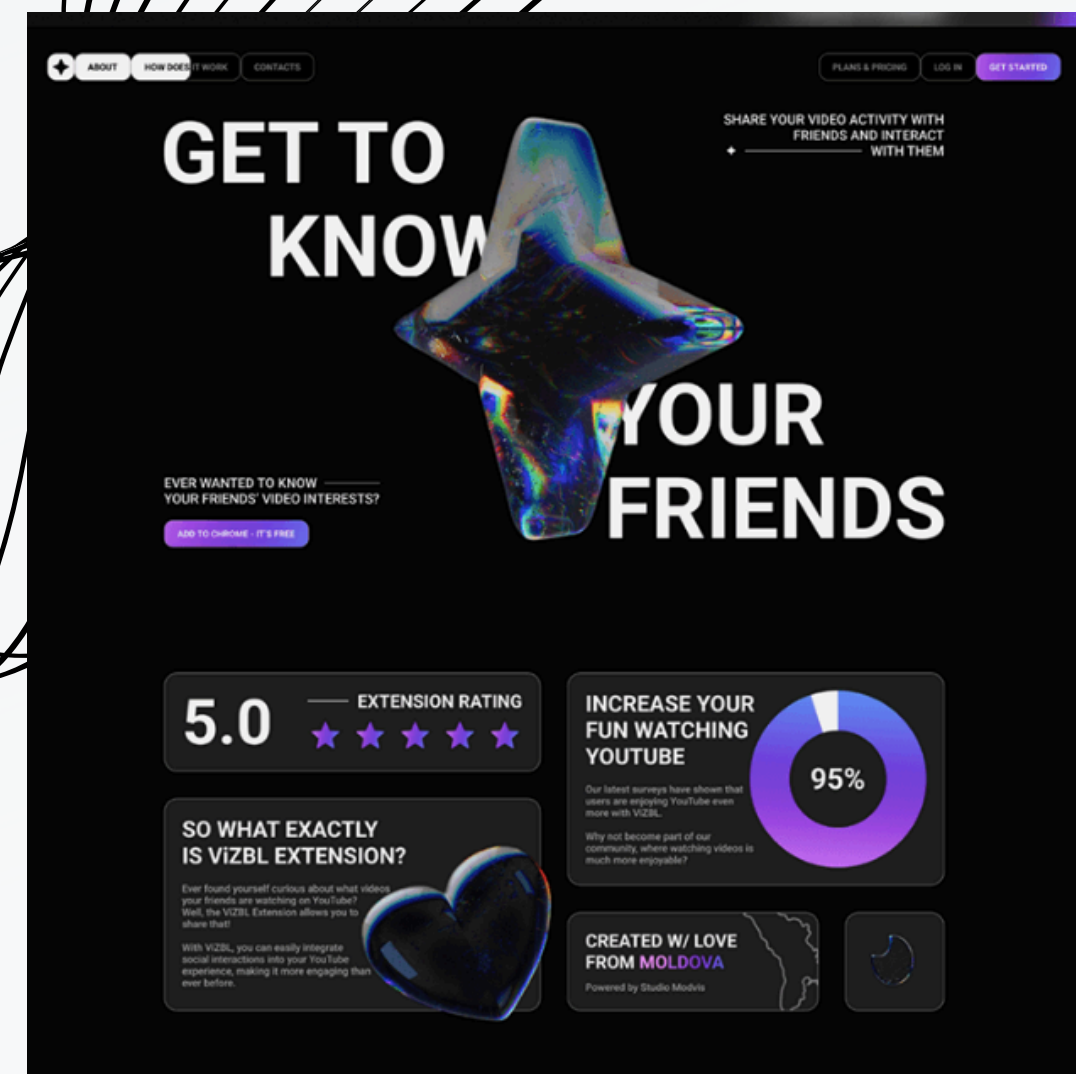 ABOUT
HOW DOES IT WORK
CONTACTS
PLANS & PRICING
LOG IN
GET STARTED
GET TO
KNOW
YOUR
FRIENDS
SHARE YOUR VIDEO ACTIVITY WITH
FRIENDS AND INTERACT
WITH THEM
EVER WANTED TO KNOW
YOUR FRIENDS' VIDEO INTERESTS?
ADD TO CHROME - IT'S FREE
5.0
EXTENSION RATING
SO WHAT EXACTLY
IS ViZBL EXTENSION?
Ever found yourself curious about what videos
your friends are watching on YouTube?
Well, the ViZBL Extension allows you to
share that!
With ViZBL, you can easily integrate
social interactions into your YouTube
experience, making it more engaging than
ever before.
INCREASE YOUR
FUN WATCHING
YOUTUBE
Our latest surveys have shown that
users are enjoying YouTube even
more with ViZBL.
Why not become part of our
community, where watching videos is
much more enjoyable?
95%
CREATED W/ LOVE
FROM MOLDOVA
Powered by Studio Modvis